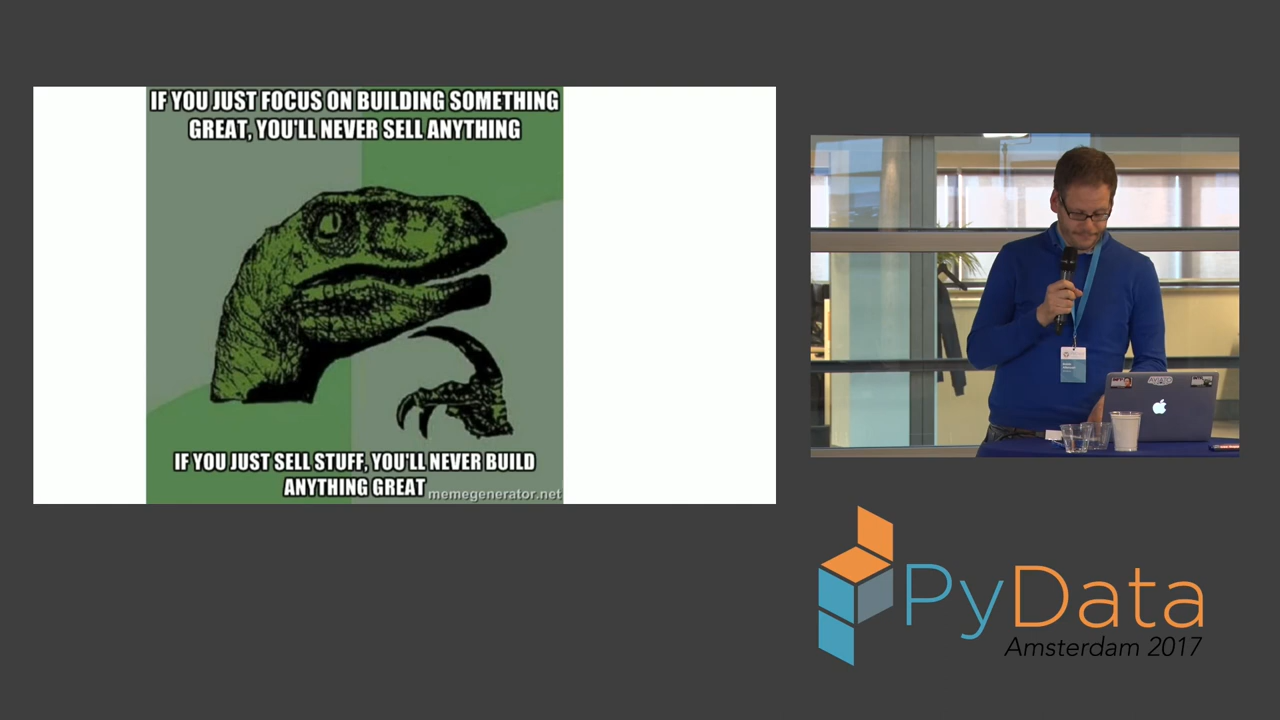 IF YOU JUST FOCUS ON BUILDING SOMETHING
GREAT, YOU'LL NEVER SELL ANYTHING
IF YOU JUST SELL STUFF, YOU'LL NEVER BUILD
ANYTHING GREAT
memegenerator.net
PyData
Amsterdam 2017